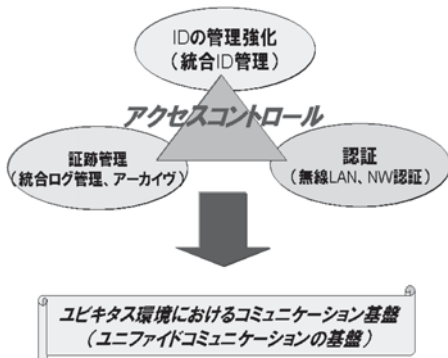 IDの管理強化
(統合ID管理)
アクセスコントロール
証跡管理
(統合ログ管理、アーカイヴ)
認証
(無線LAN、NW認証)
ユビキタス環境におけるコミュニケーション基盤
(ユニファイドコミュニケーションの基盤)